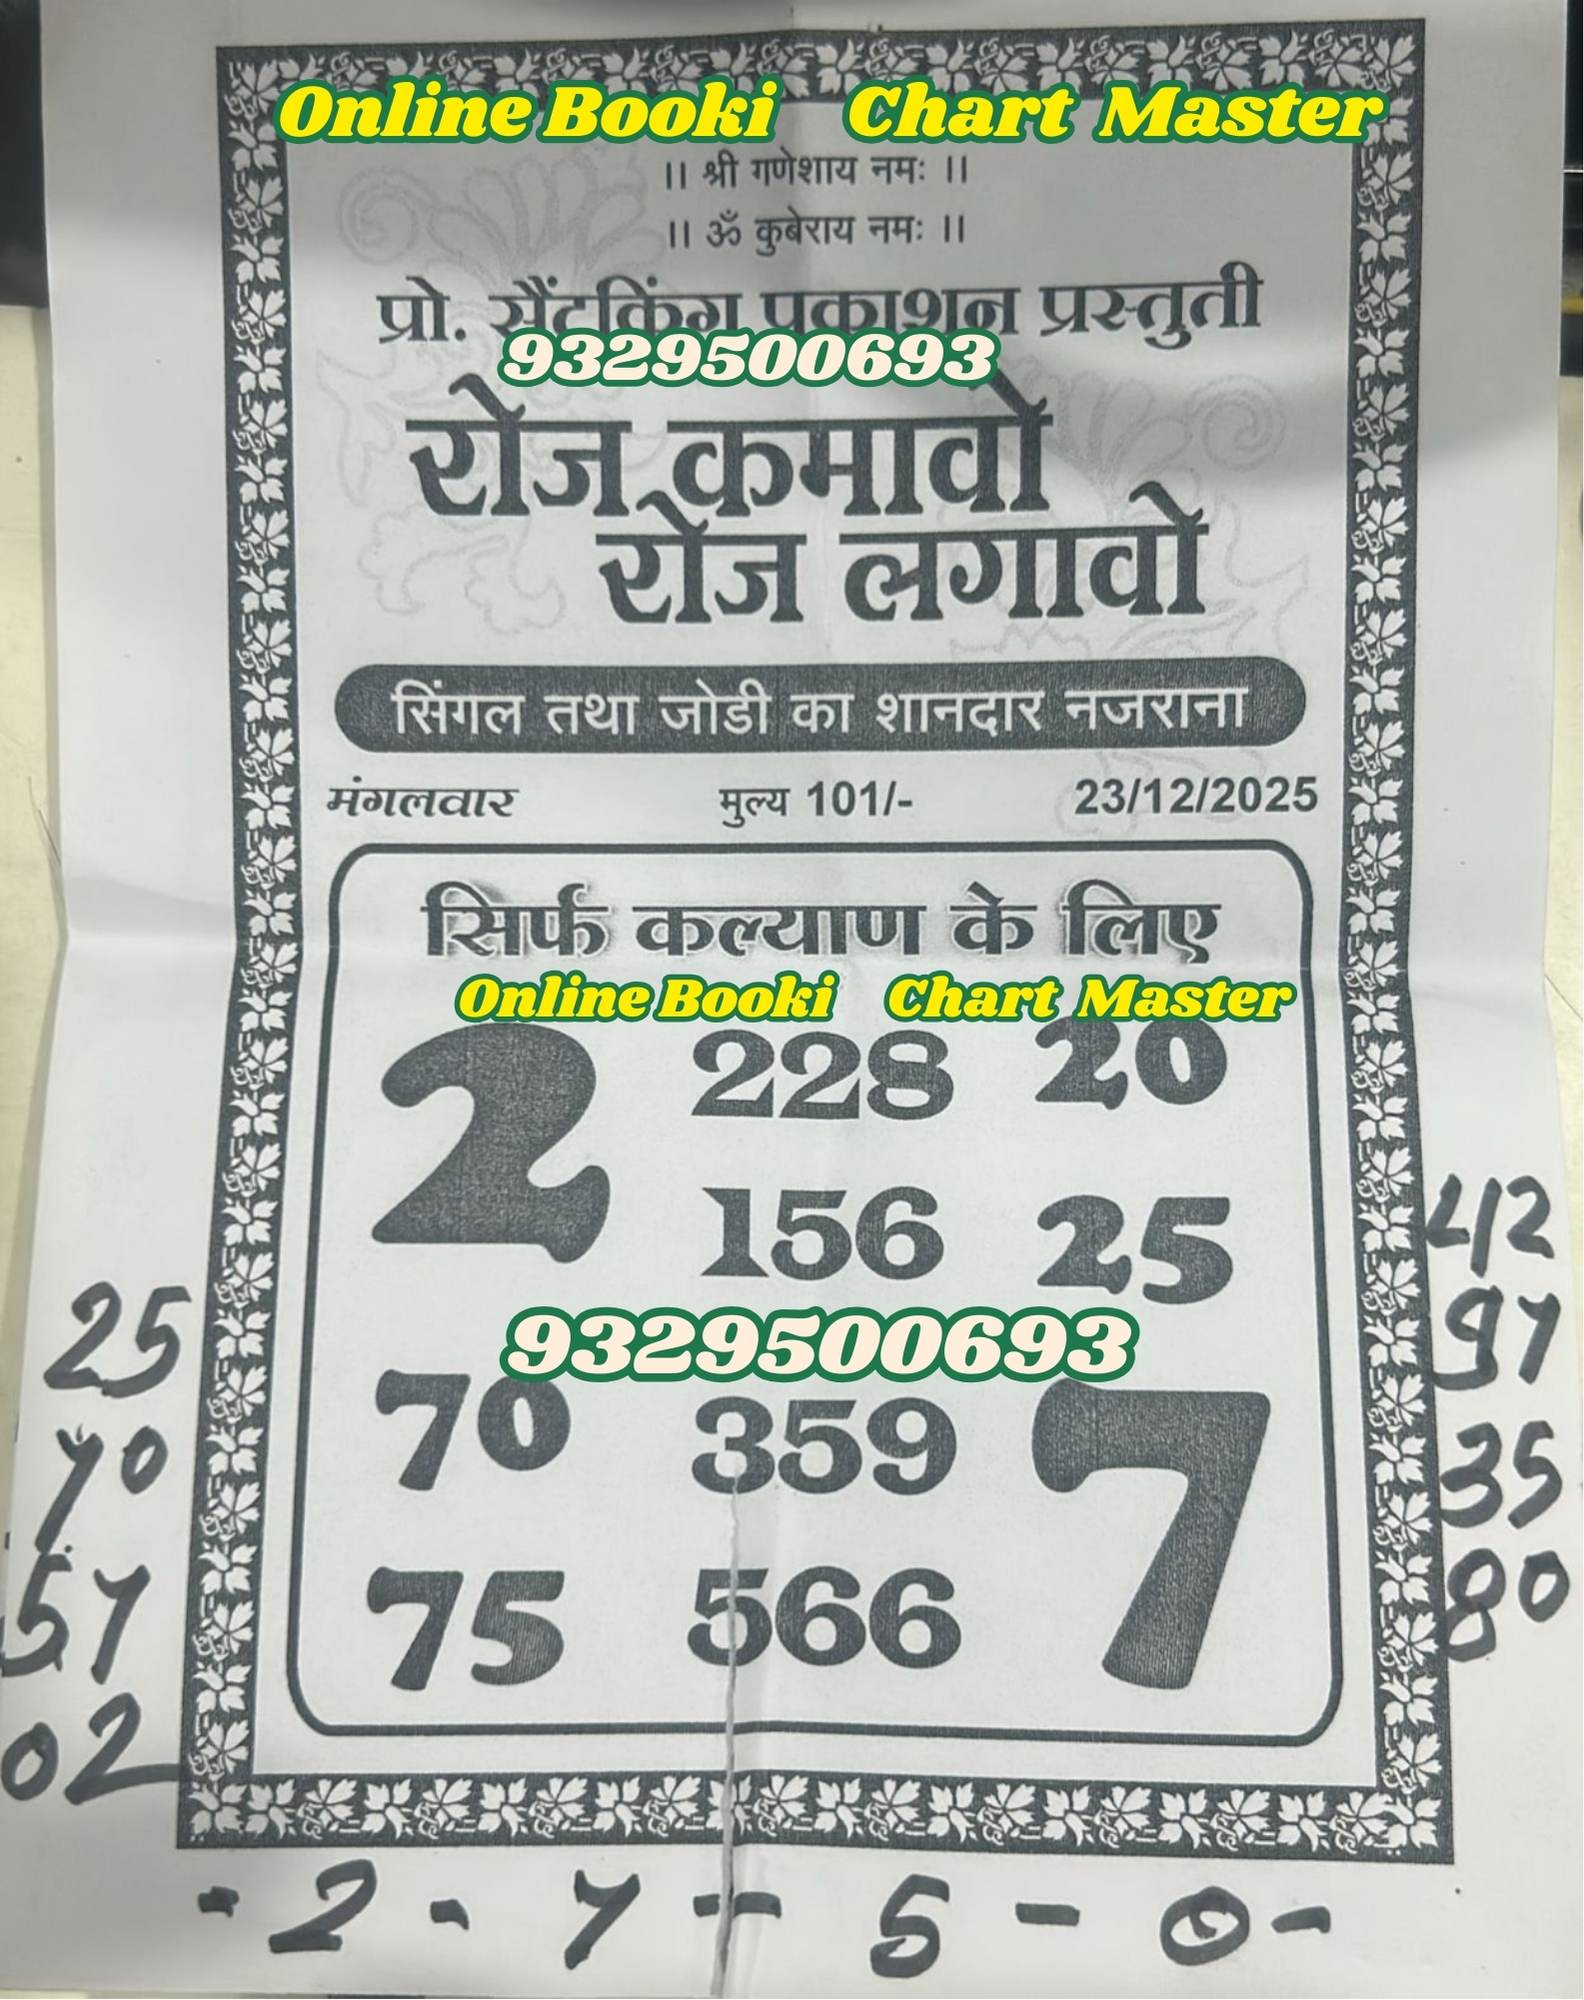 Online Booki Chart Master
।। श्री गणेशाय नमः ।।
।। ॐ कुबेराय नमः ।।
प्रो. सैंटकिंग प्रकाशन प्रस्तुती
9329500693
रोज कमावो
रोज लगावो
सिंगल तथा जोडी का शानदार नजराना
मंगलवार मुल्य 101/- 23/12/2025
सिर्फ कल्याण के लिए
Online Booki Chart Master
2 228 20
156 25
9329500693
70 359 7
75 566
25
70
57
02
42
97
35
80
- 2 - 7 - 5 - 0 -